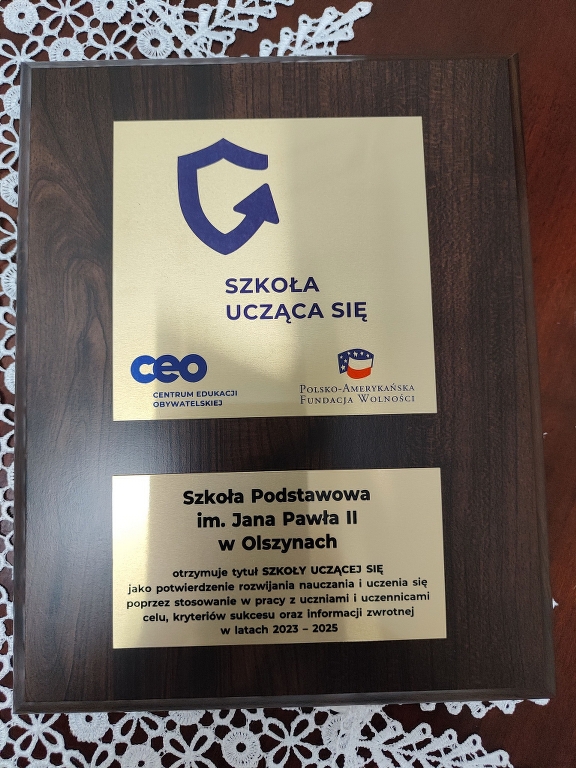 SZKOŁA
UCZĄCA SIĘ
ceo
CENTRUM EDUKACJI
OBYWATELSKIEJ
POLSKO-AMERYKAŃSKA
FUNDACJA WOLNOŚCI
Szkoła Podstawowa
im. Jana Pawła II
w Olszynach
otrzymuje tytuł SZKOŁY UCZĄCEJ SIĘ
jako potwierdzenie rozwijania nauczania i uczenia się
poprzez stosowanie w pracy z uczniami i uczennicami
celu, kryteriów sukcesu oraz informacji zwrotnej
w latach 2023 – 2025